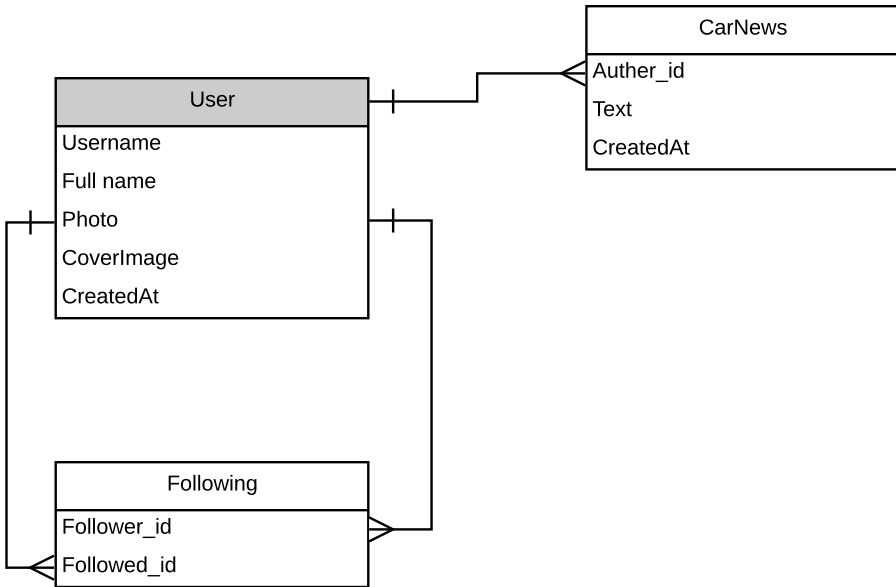 CarNews
Auther_id
Text
CreatedAt
User
Username
Full name
Photo
CoverImage
CreatedAt
Following
Follower_id
Followed_id